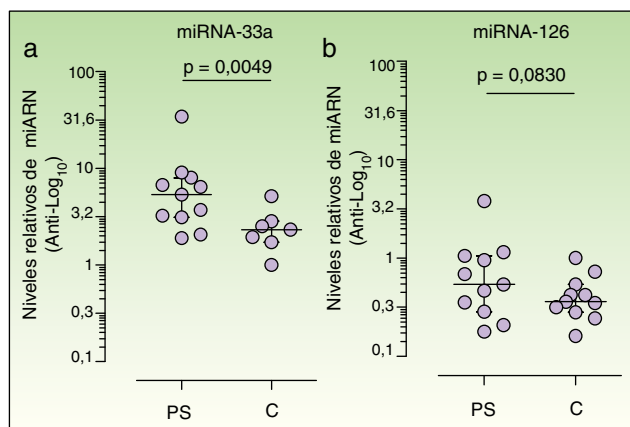 a
miRNA-33a
p = 0,0049
Niveles relativos de miARN
(Anti-Log10)
100
31,6
10
3,2
1
0,3
0,1
PS
C
b
miRNA-126
p = 0,0830
Niveles relativos de miARN
(Anti-Log10)
100
31,6
10
3,2
1
0,3
0,1
PS
C